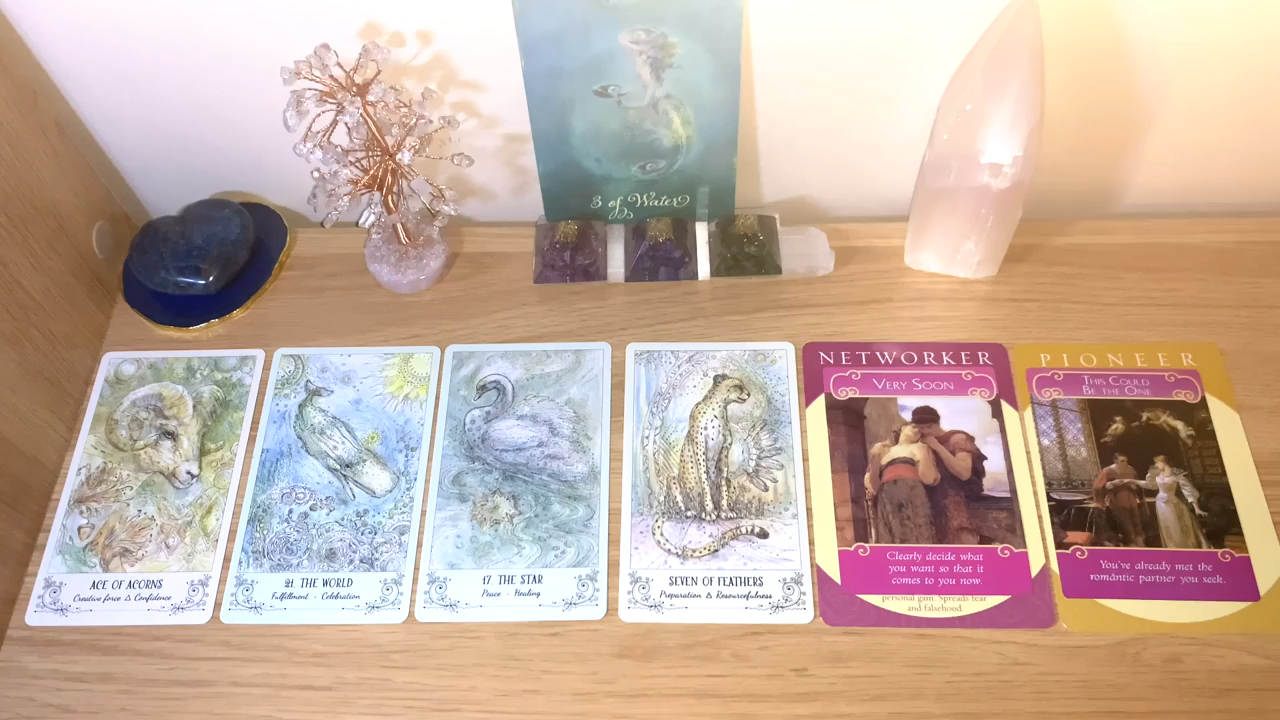 3 of Water
ACE OF ACORNS
Creative force Δ Confidence
21. THE WORLD
Fulfillment · Celebration
17. THE STAR
Peace · Healing
SEVEN OF FEATHERS
Preparation Δ Resourcefulness
NETWORKER
VERY SOON
Clearly decide what
you want so that it
comes to you now.
personal gain. Spreads fear
and falsehood.
PIONEER
THIS COULD
BE THE ONE
You've already met the
romantic partner you seek.